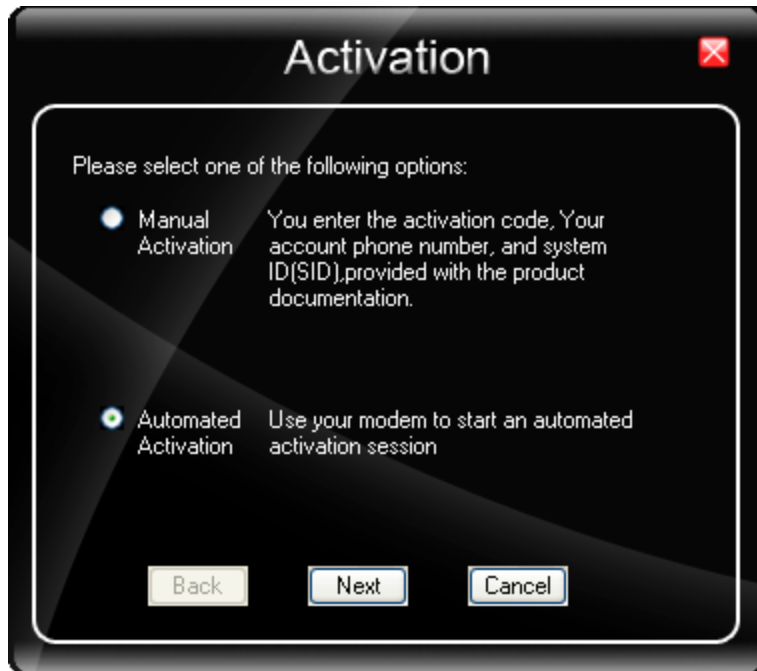 Activation
Please select one of the following options:
Manual
Activation
You enter the activation code, Your
account phone number, and system
ID(SID),provided with the product
documentation.
Automated
Activation
Use your modem to start an automated
activation session
Back
Next
Cancel